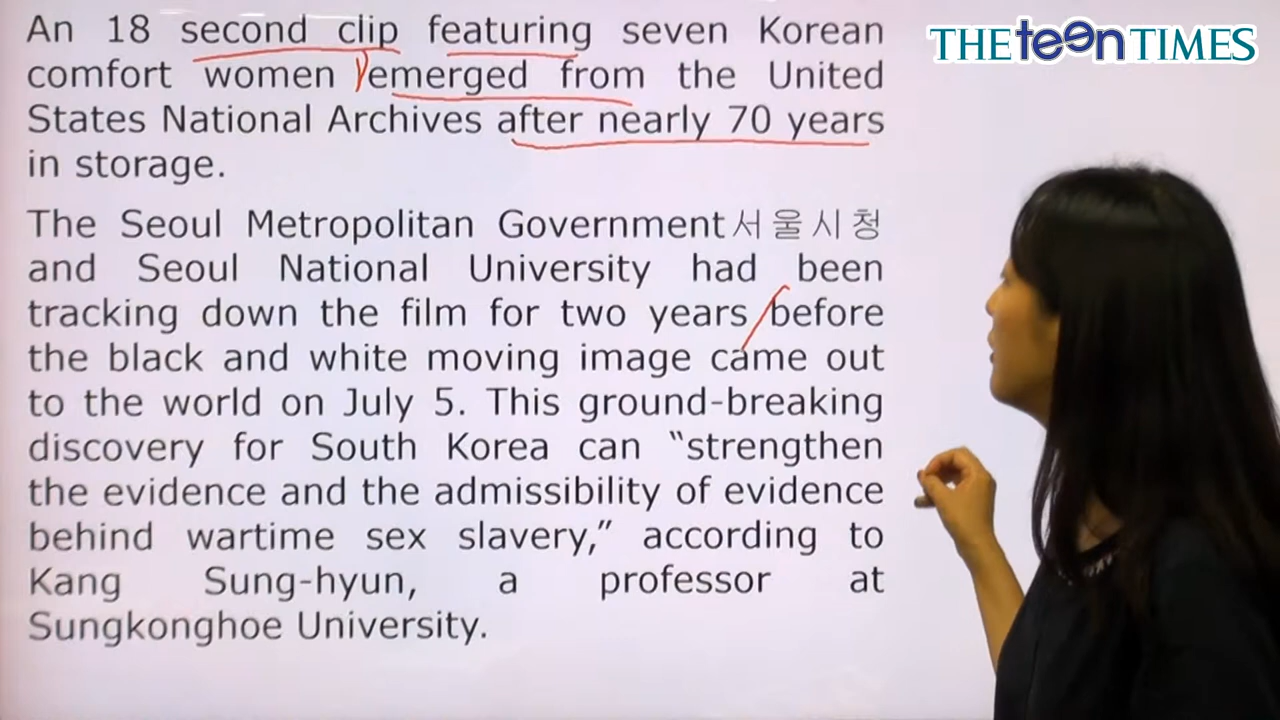 An 18 second clip featuring seven Korean
comfort women emerged from the United
States National Archives after nearly 70 years
in storage.
The Seoul Metropolitan Government서울시청
and Seoul National University had been
tracking down the film for two years before
the black and white moving image came out
to the world on July 5. This ground-breaking
discovery for South Korea can “strengthen
the evidence and the admissibility of evidence
behind wartime sex slavery,” according to
Kang Sung-hyun, a professor at
Sungkonghoe University.
THE teen TIMES